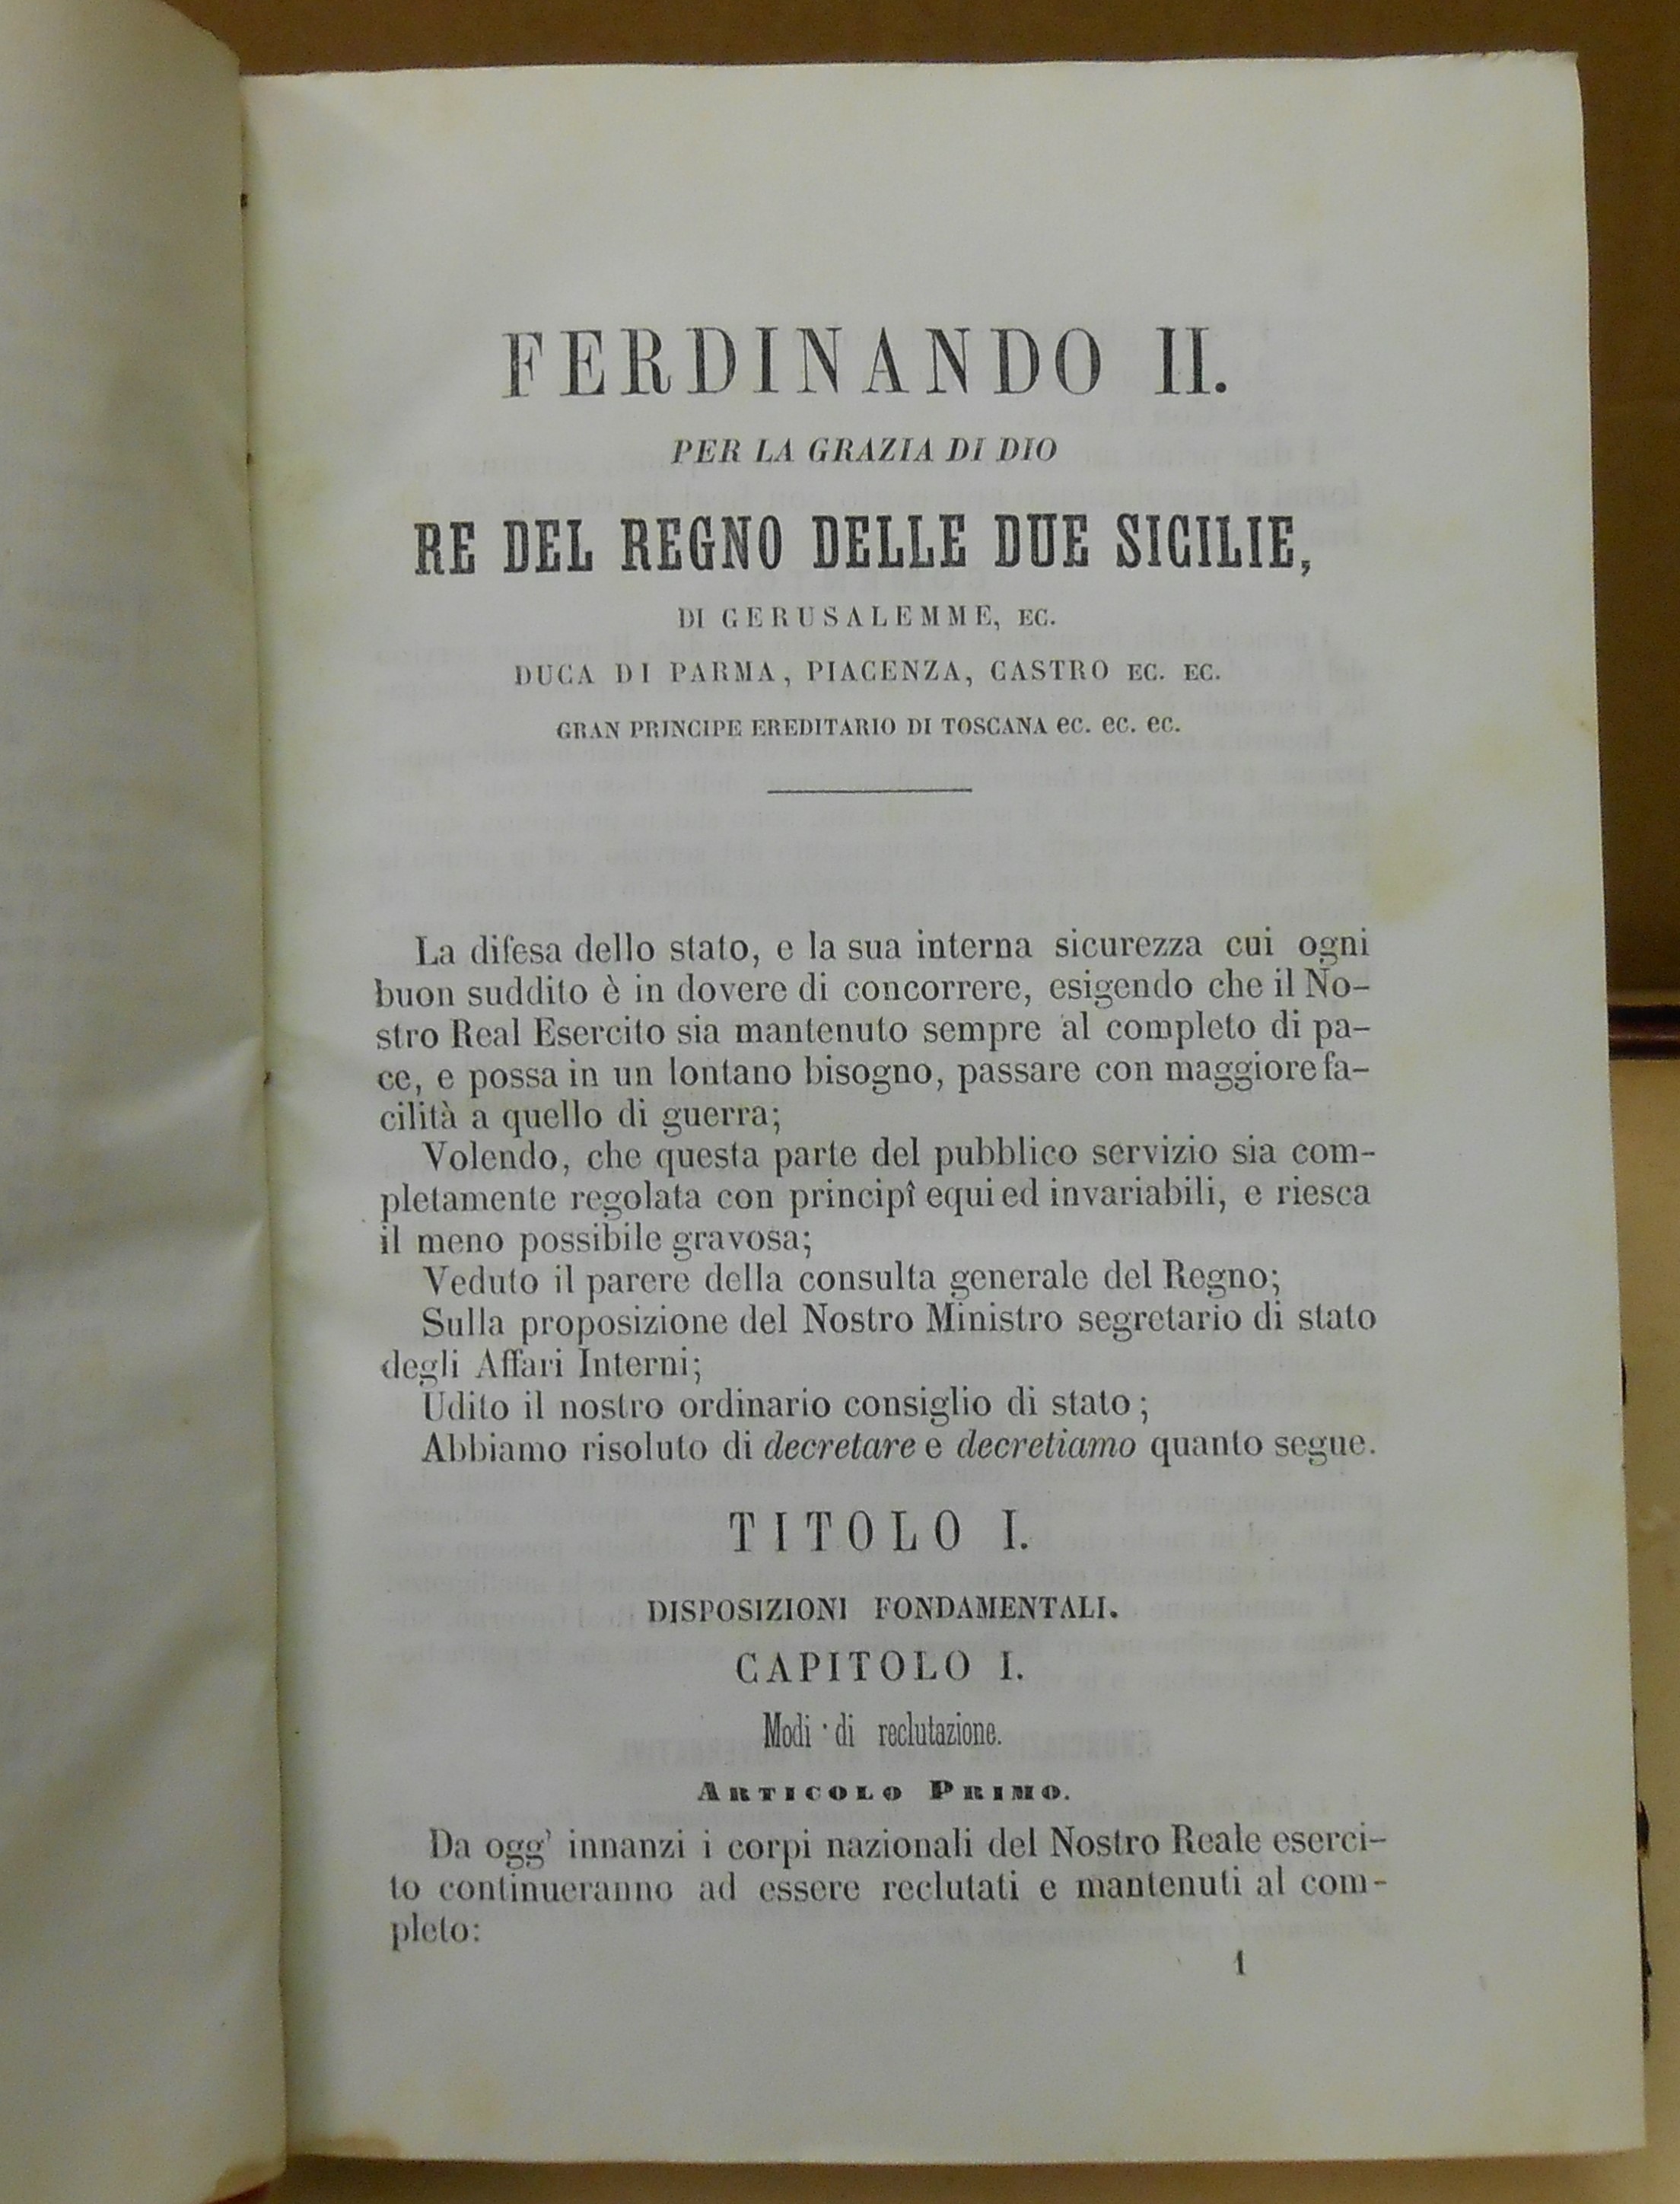 FERDINANDO II.
PER LA GRAZIA DI DIO
RE DEL REGNO DELLE DUE SICILIE,
DI GERUSALEMME, EC.
DUCA DI PARMA, PIACENZA, CASTRO EC. EC.
GRAN PRINCIPE EREDITARIO DI TOSCANA ec. ec. ec.
La difesa dello stato, e la sua interna sicurezza cui ogni
buon suddito è in dovere di concorrere, esigendo che il No-
stro Real Esercito sia mantenuto sempre al completo di pa-
ce, e possa in un lontano bisogno, passare con maggiore fa-
cilità a quello di guerra;
Volendo, che questa parte del pubblico servizio sia com-
pletamente regolata con principî equi ed invariabili, e riesca
il meno possibile gravosa;
Veduto il parere della consulta generale del Regno;
Sulla proposizione del Nostro Ministro segretario di stato
degli Affari Interni;
Udito il nostro ordinario consiglio di stato;
Abbiamo risoluto di decretare e decretiamo quanto segue.
TITOLO I.
DISPOSIZIONI FONDAMENTALI.
CAPITOLO I.
Modi di reclutazione.
ARTICOLO PRIMO.
Da ogg' innanzi i corpi nazionali del Nostro Reale eserci-
to continueranno ad essere reclutati e mantenuti al com-
pleto:
1